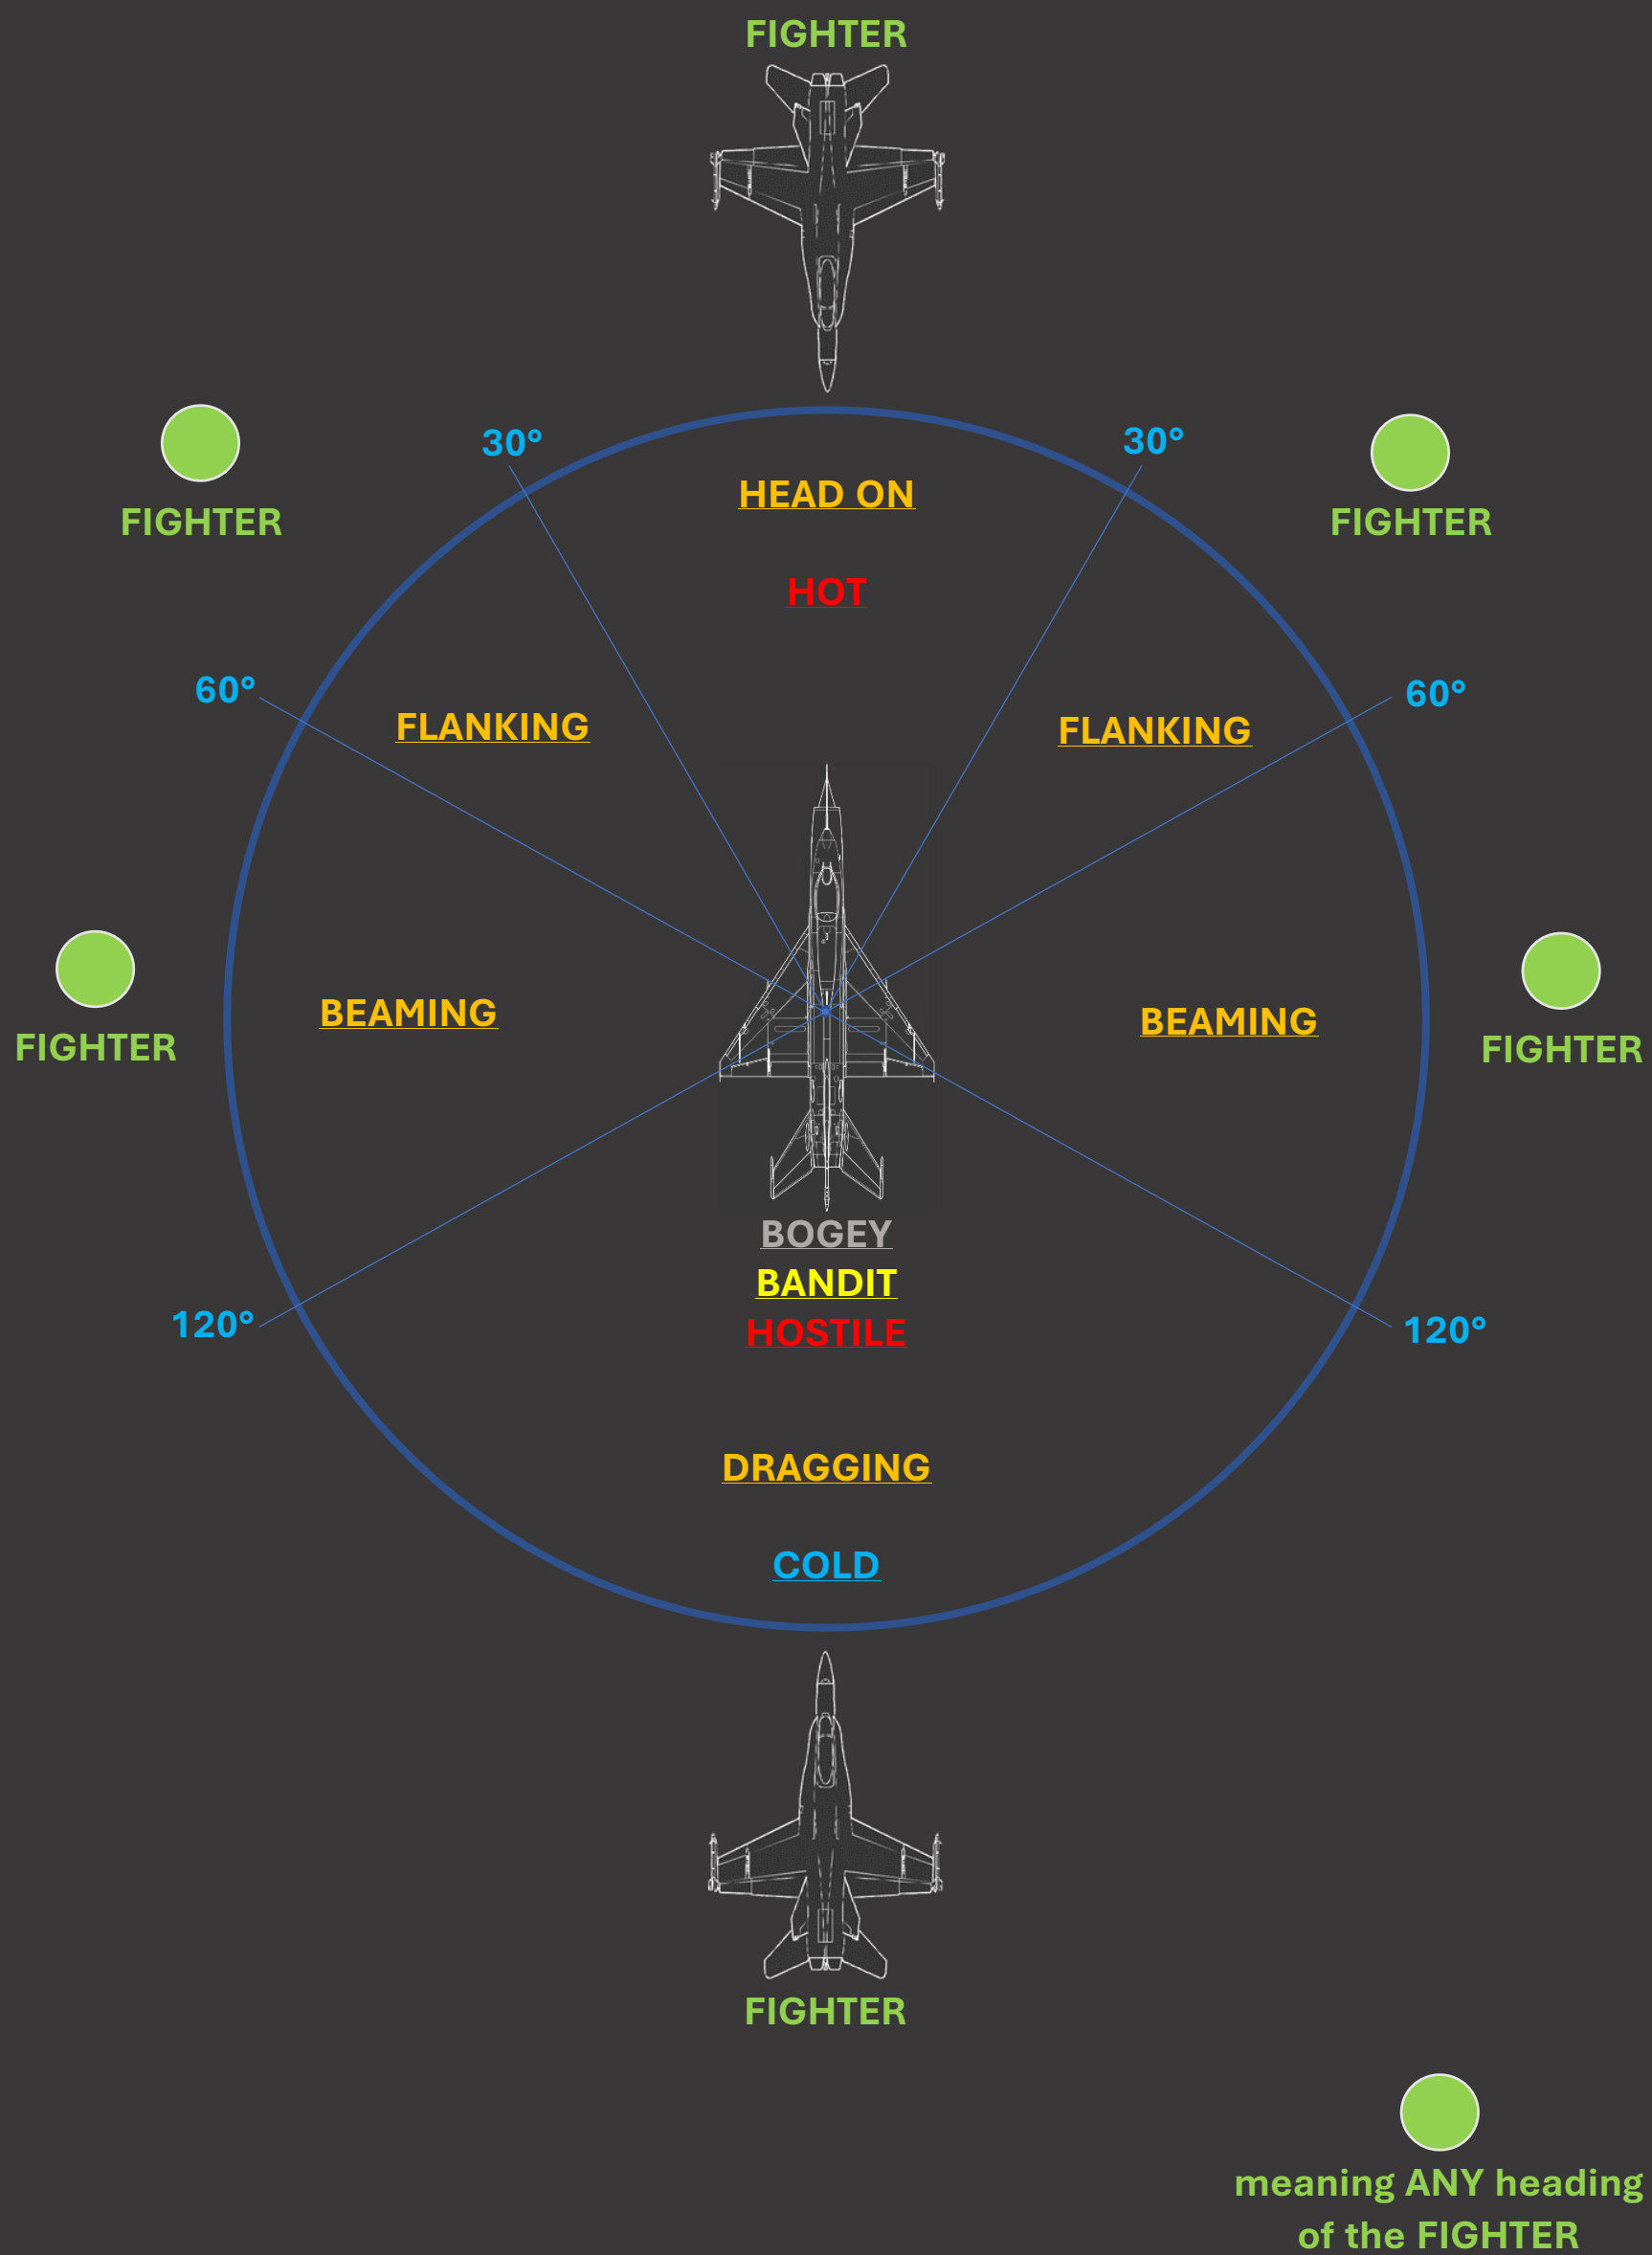 FIGHTER
30°
30°
HEAD ON
FIGHTER
FIGHTER
HOT
60°
60°
FLANKING
FLANKING
BEAMING
BEAMING
FIGHTER
FIGHTER
BOGEY
BANDIT
HOSTILE
120°
120°
DRAGGING
COLD
FIGHTER
meaning ANY heading
of the FIGHTER